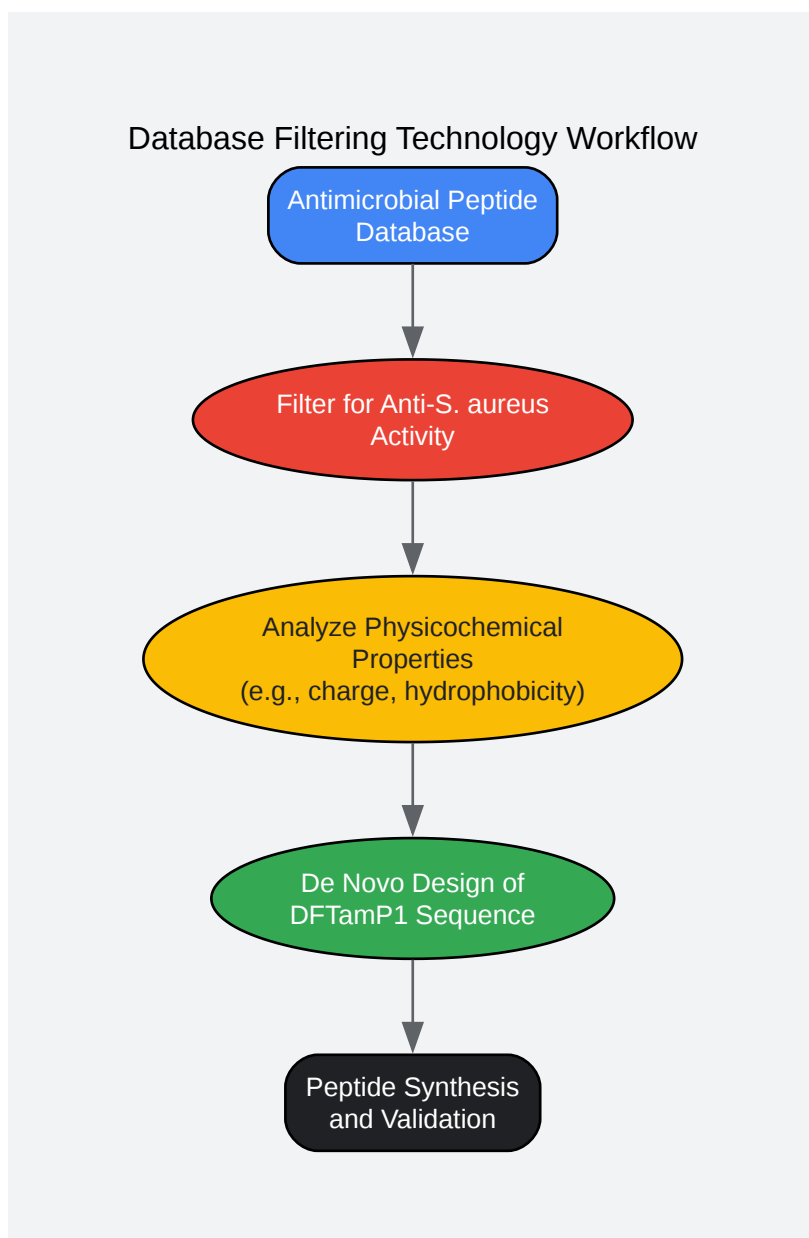 Database Filtering Technology Workflow
Antimicrobial Peptide
Database
Filter for Anti-S. aureus
Activity
Analyze Physicochemical
Properties
(e.g., charge, hydrophobicity)
De Novo Design of
DFTamP1 Sequence
Peptide Synthesis
and Validation